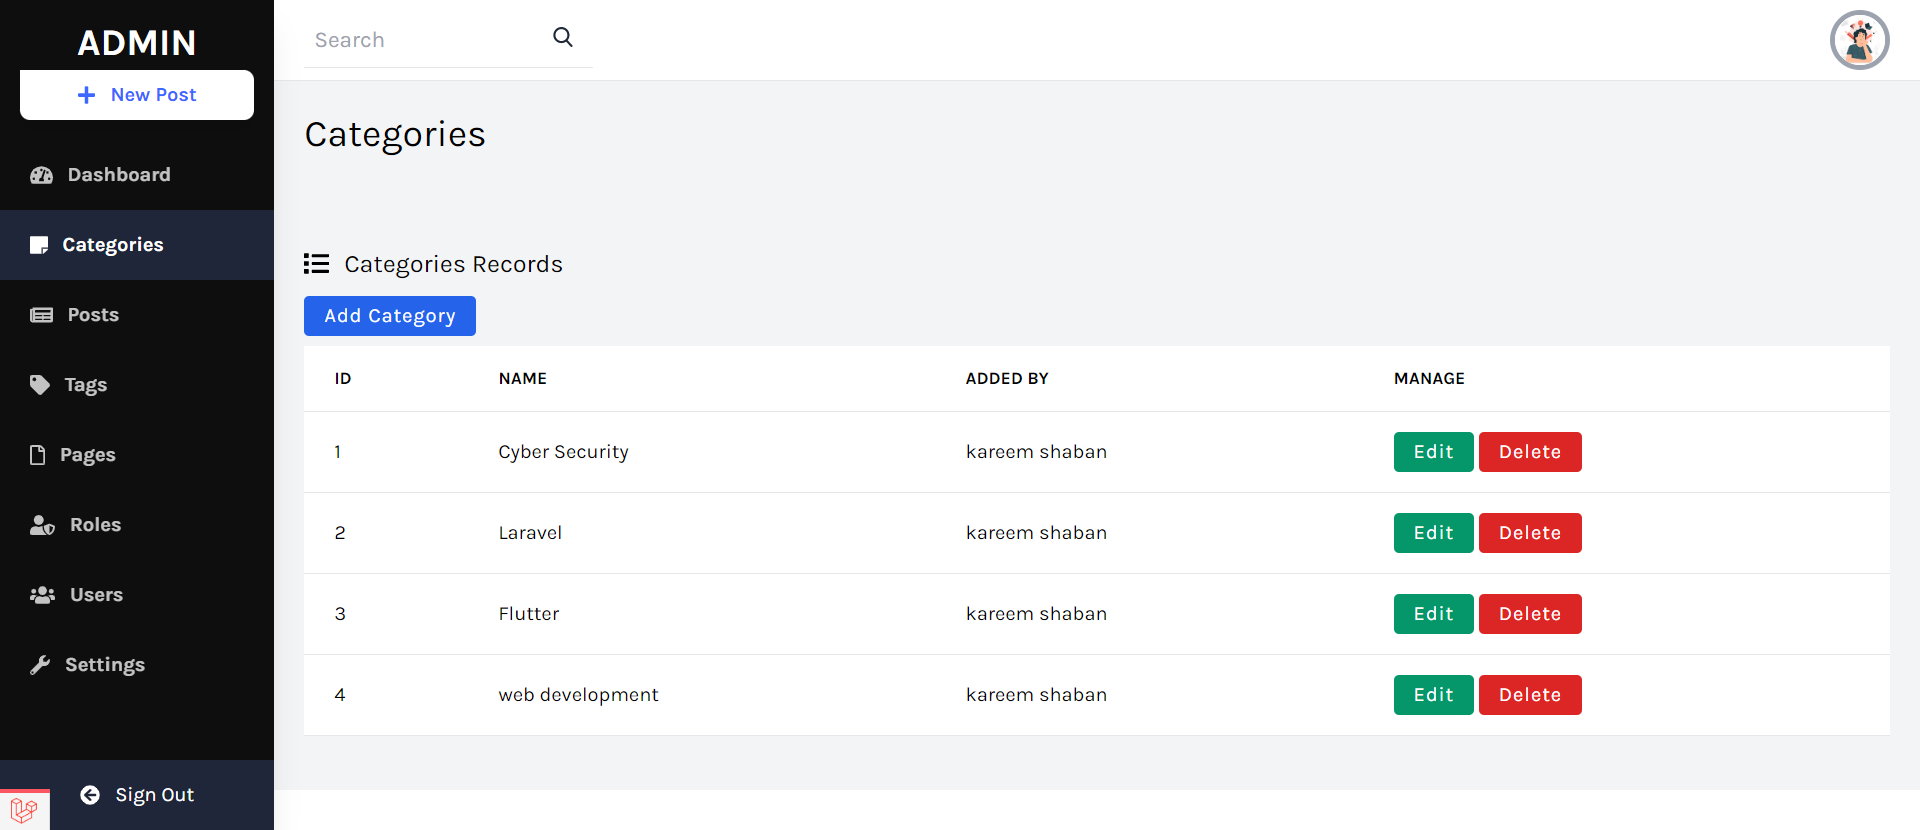 ADMIN
New Post
Dashboard
Categories
Posts
Tags
Pages
Roles
Users
Settings
Sign Out
Search
Categories
Categories Records
Add Category
ID NAME ADDED BY MANAGE
1 Cyber Security kareem shaban Edit Delete
2 Laravel kareem shaban Edit Delete
3 Flutter kareem shaban Edit Delete
4 web development kareem shaban Edit Delete